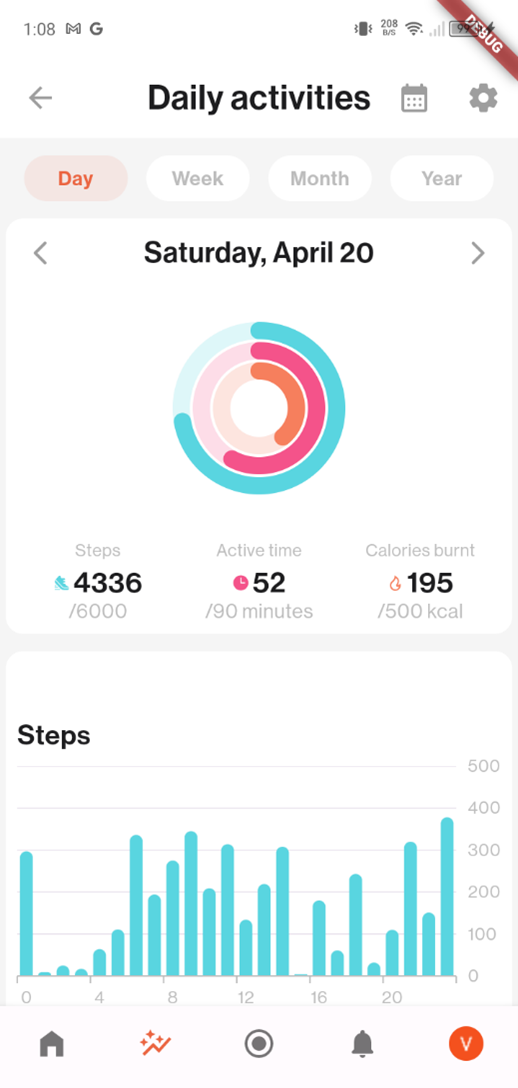 1:08 M G 208 B/S DEBUG
Daily activities
Day Week Month Year
Saturday, April 20
Steps Active time Calories burnt
4336 52 195
/6000 /90 minutes /500 kcal
Steps
500
400
300
200
100
0
0 4 8 12 16 20
V